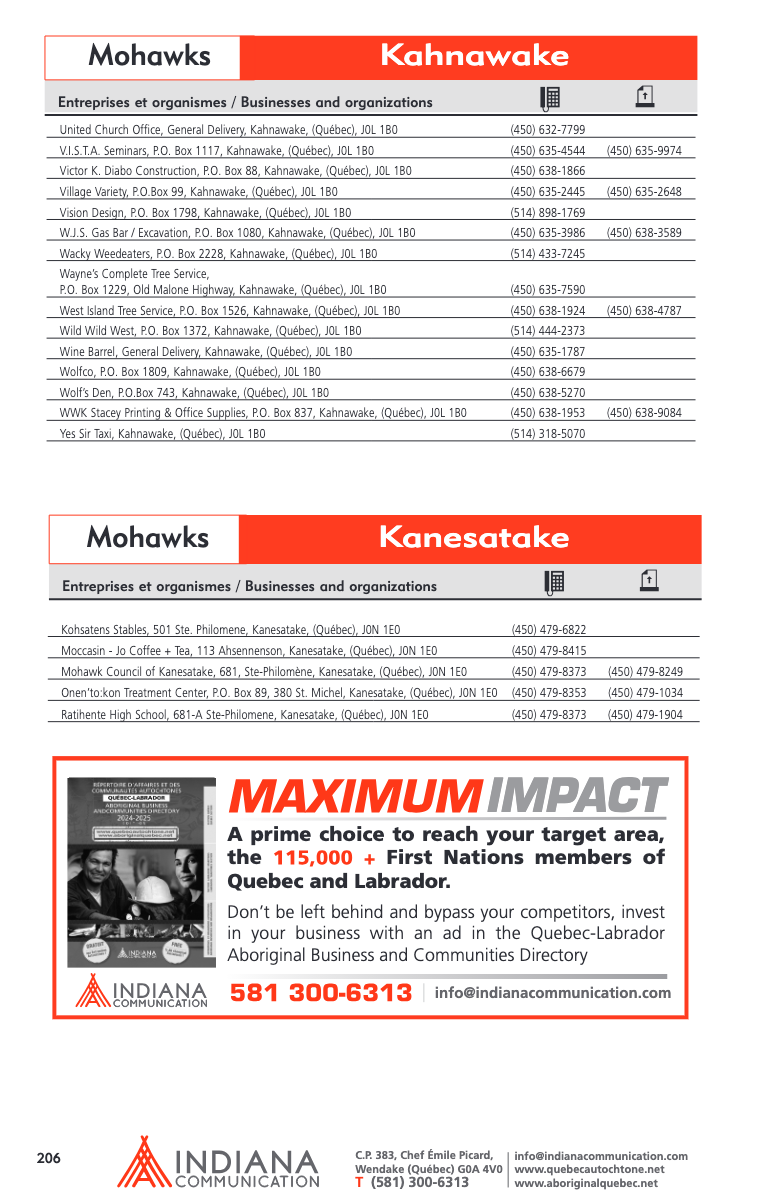 Mohawks Kahnawake
Entreprises et organismes / Businesses and organizations
United Church Office, General Delivery, Kahnawake, (Québec), J0L 1B0 (450) 632-7799
V.I.S.T.A. Seminars, P.O. Box 1117, Kahnawake, (Québec), J0L 1B0 (450) 635-4544 (450) 635-9974
Victor K. Diabo Construction, P.O. Box 88, Kahnawake, (Québec), J0L 1B0 (450) 638-1866
Village Variety, P.O.Box 99, Kahnawake, (Québec), J0L 1B0 (450) 635-2445 (450) 635-2648
Vision Design, P.O. Box 1798, Kahnawake, (Québec), J0L 1B0 (514) 898-1769
W.J.S. Gas Bar / Excavation, P.O. Box 1080, Kahnawake, (Québec), J0L 1B0 (450) 635-3986 (450) 638-3589
Wacky Weedeaters, P.O. Box 2228, Kahnawake, (Québec), J0L 1B0 (514) 433-7245
Wayne's Complete Tree Service,
P.O. Box 1229, Old Malone Highway, Kahnawake, (Québec), J0L 1B0 (450) 635-7590
West Island Tree Service, P.O. Box 1526, Kahnawake, (Québec), J0L 1B0 (450) 638-1924 (450) 638-4787
Wild Wild West, P.O. Box 1372, Kahnawake, (Québec), J0L 1B0 (514) 444-2373
Wine Barrel, General Delivery, Kahnawake, (Québec), J0L 1B0 (450) 635-1787
Wolfco, P.O. Box 1809, Kahnawake, (Québec), J0L 1B0 (450) 638-6679
Wolf's Den, P.O.Box 743, Kahnawake, (Québec), J0L 1B0 (450) 638-5270
WWK Stacey Printing & Office Supplies, P.O. Box 837, Kahnawake, (Québec), J0L 1B0 (450) 638-1953 (450) 638-9084
Yes Sir Taxi, Kahnawake, (Québec), J0L 1B0 (514) 318-5070
Mohawks Kanesatake
Entreprises et organismes / Businesses and organizations
Kohsatens Stables, 501 Ste. Philomene, Kanesatake, (Québec), J0N 1E0 (450) 479-6822
Moccasin - Jo Coffee + Tea, 113 Ahsennenson, Kanesatake, (Québec), J0N 1E0 (450) 479-8415
Mohawk Council of Kanesatake, 681, Ste-Philomène, Kanesatake, (Québec), J0N 1E0 (450) 479-8373 (450) 479-8249
Onen'to:kon Treatment Center, P.O. Box 89, 380 St. Michel, Kanesatake, (Québec), J0N 1E0 (450) 479-8353 (450) 479-1034
Ratihente High School, 681-A Ste-Philomene, Kanesatake, (Québec), J0N 1E0 (450) 479-8373 (450) 479-1904
RÉPERTOIRE D'AFFAIRES ET DES
COMMUNAUTÉS AUTOCHTONES
QUÉBEC-LABRADOR
ABORIGINAL BUSINESS
ANDCOMMUNITIES DIRECTORY
2024-2025
www.quebecautochtone.net
www.aboriginalquebec.net
GRATUIT
FREE
INDIANA
MAXIMUM IMPACT
A prime choice to reach your target area,
the 115,000 + First Nations members of
Quebec and Labrador.
Don't be left behind and bypass your competitors, invest
in your business with an ad in the Quebec-Labrador
Aboriginal Business and Communities Directory
INDIANA
COMMUNICATION
581 300-6313 info@indianacommunication.com
206
INDIANA
COMMUNICATION
C.P. 383, Chef Émile Picard,
Wendake (Québec) G0A 4V0
T (581) 300-6313
info@indianacommunication.com
www.quebecautochtone.net
www.aboriginalquebec.net